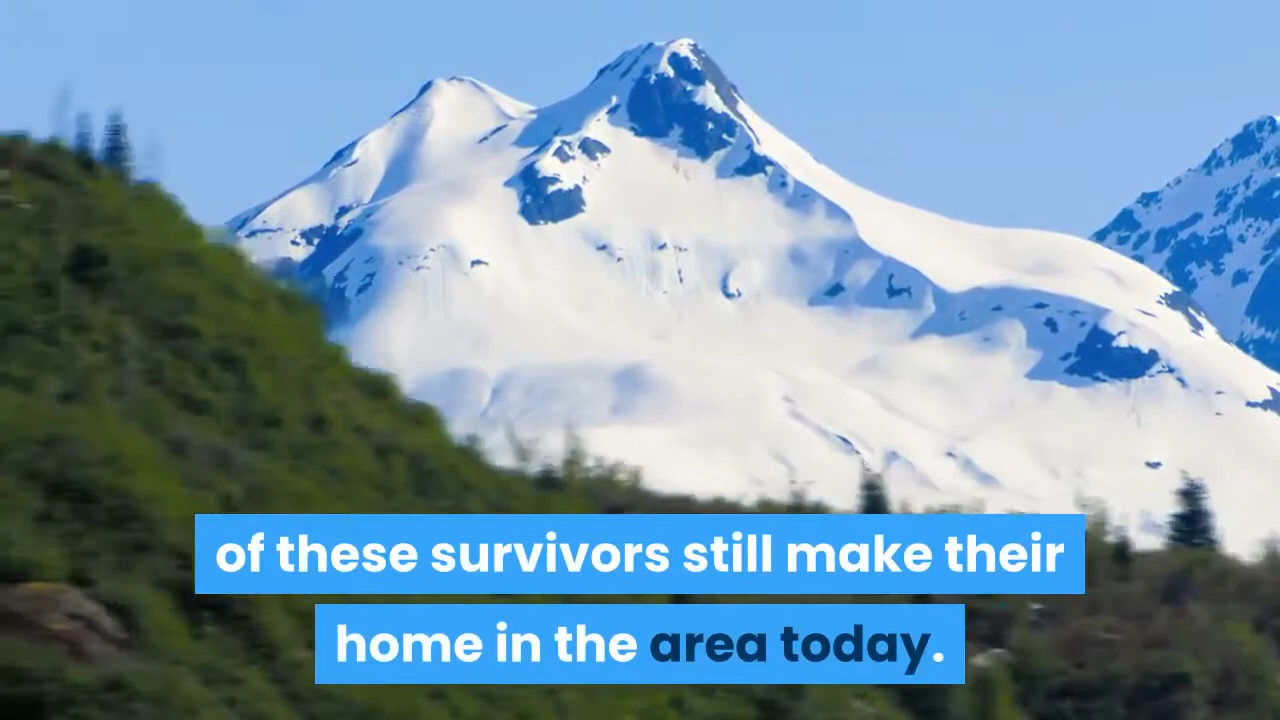 of these survivors still make their
home in the area today.